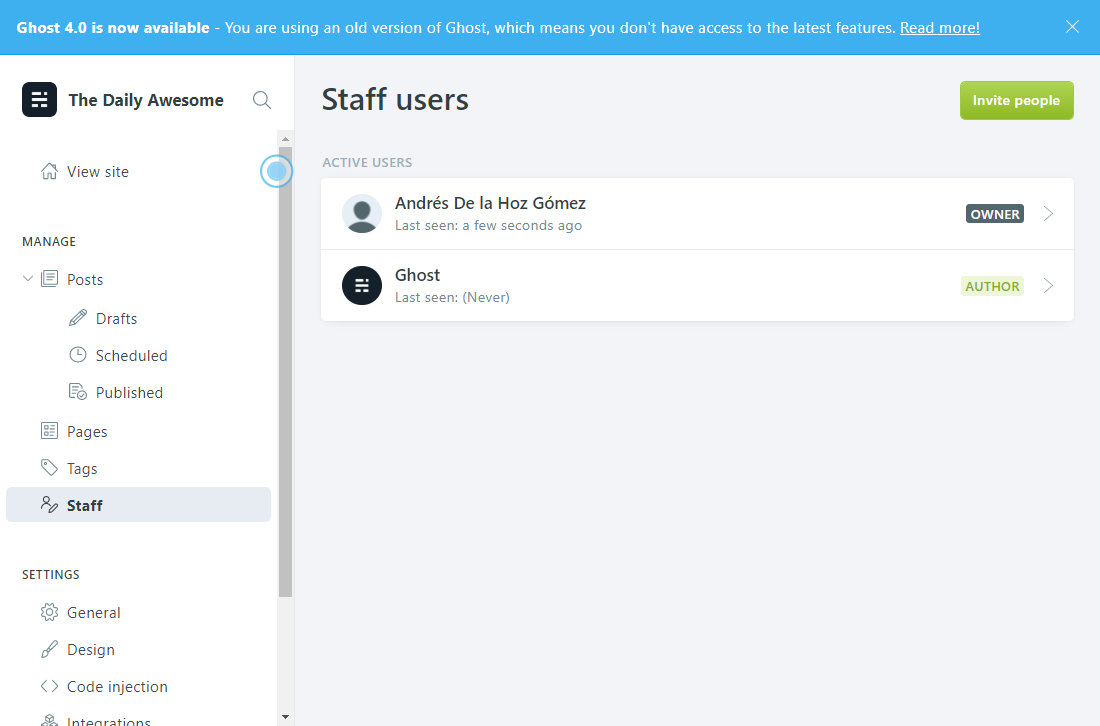 Ghost 4.0 is now available - You are using an old version of Ghost, which means you don't have access to the latest features. Read more!
The Daily Awesome
View site
MANAGE
Posts
Drafts
Scheduled
Published
Pages
Tags
Staff
SETTINGS
General
Design
Code injection
Integrations
Staff users
Invite people
ACTIVE USERS
Andrés De la Hoz Gómez
Last seen: a few seconds ago
OWNER
Ghost
Last seen: (Never)
AUTHOR